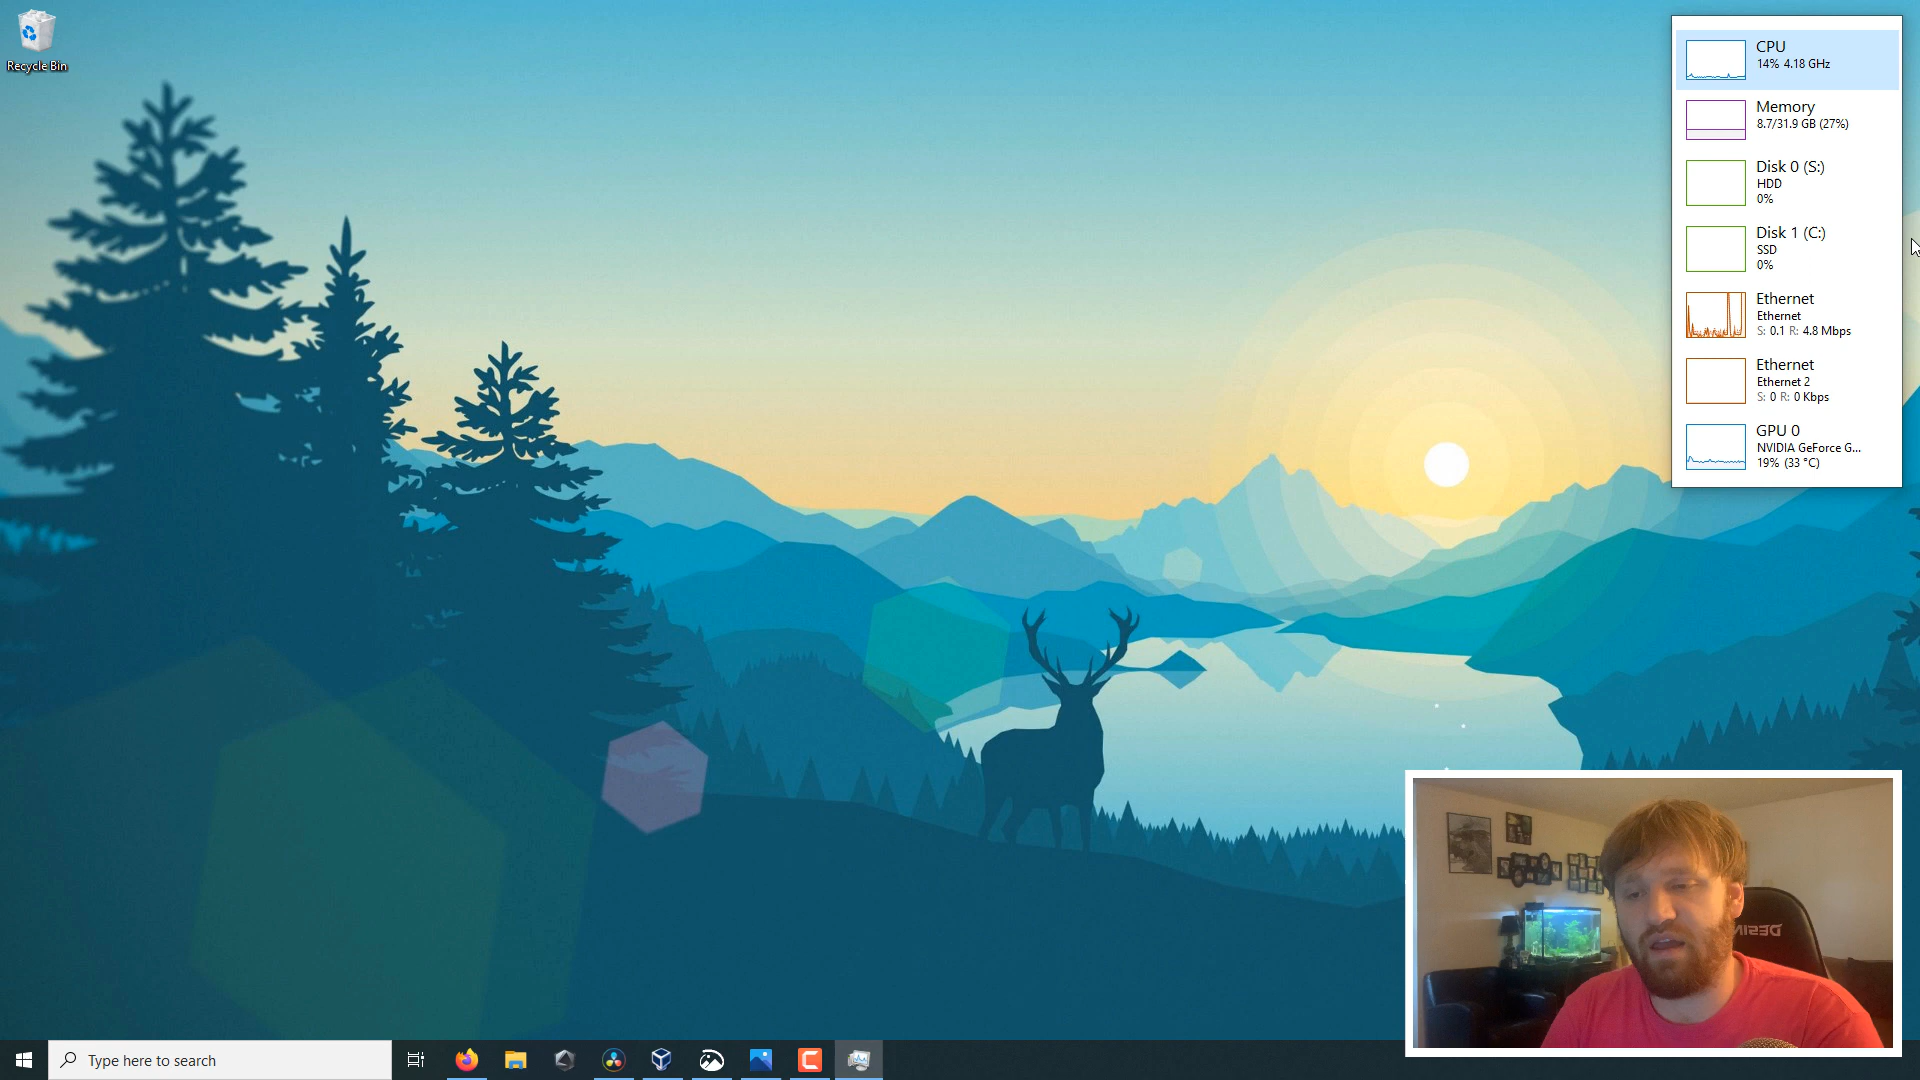 Recycle Bin
CPU
14% 4.18 GHz
Memory
8.7/31.9 GB (27%)
Disk 0 (S:)
HDD
0%
Disk 1 (C:)
SSD
0%
Ethernet
Ethernet
S: 0.1 R: 4.8 Mbps
Ethernet
Ethernet 2
S: 0 R: 0 Kbps
GPU 0
NVIDIA GeForce G...
19% (33 °C)
DESIN
Type here to search